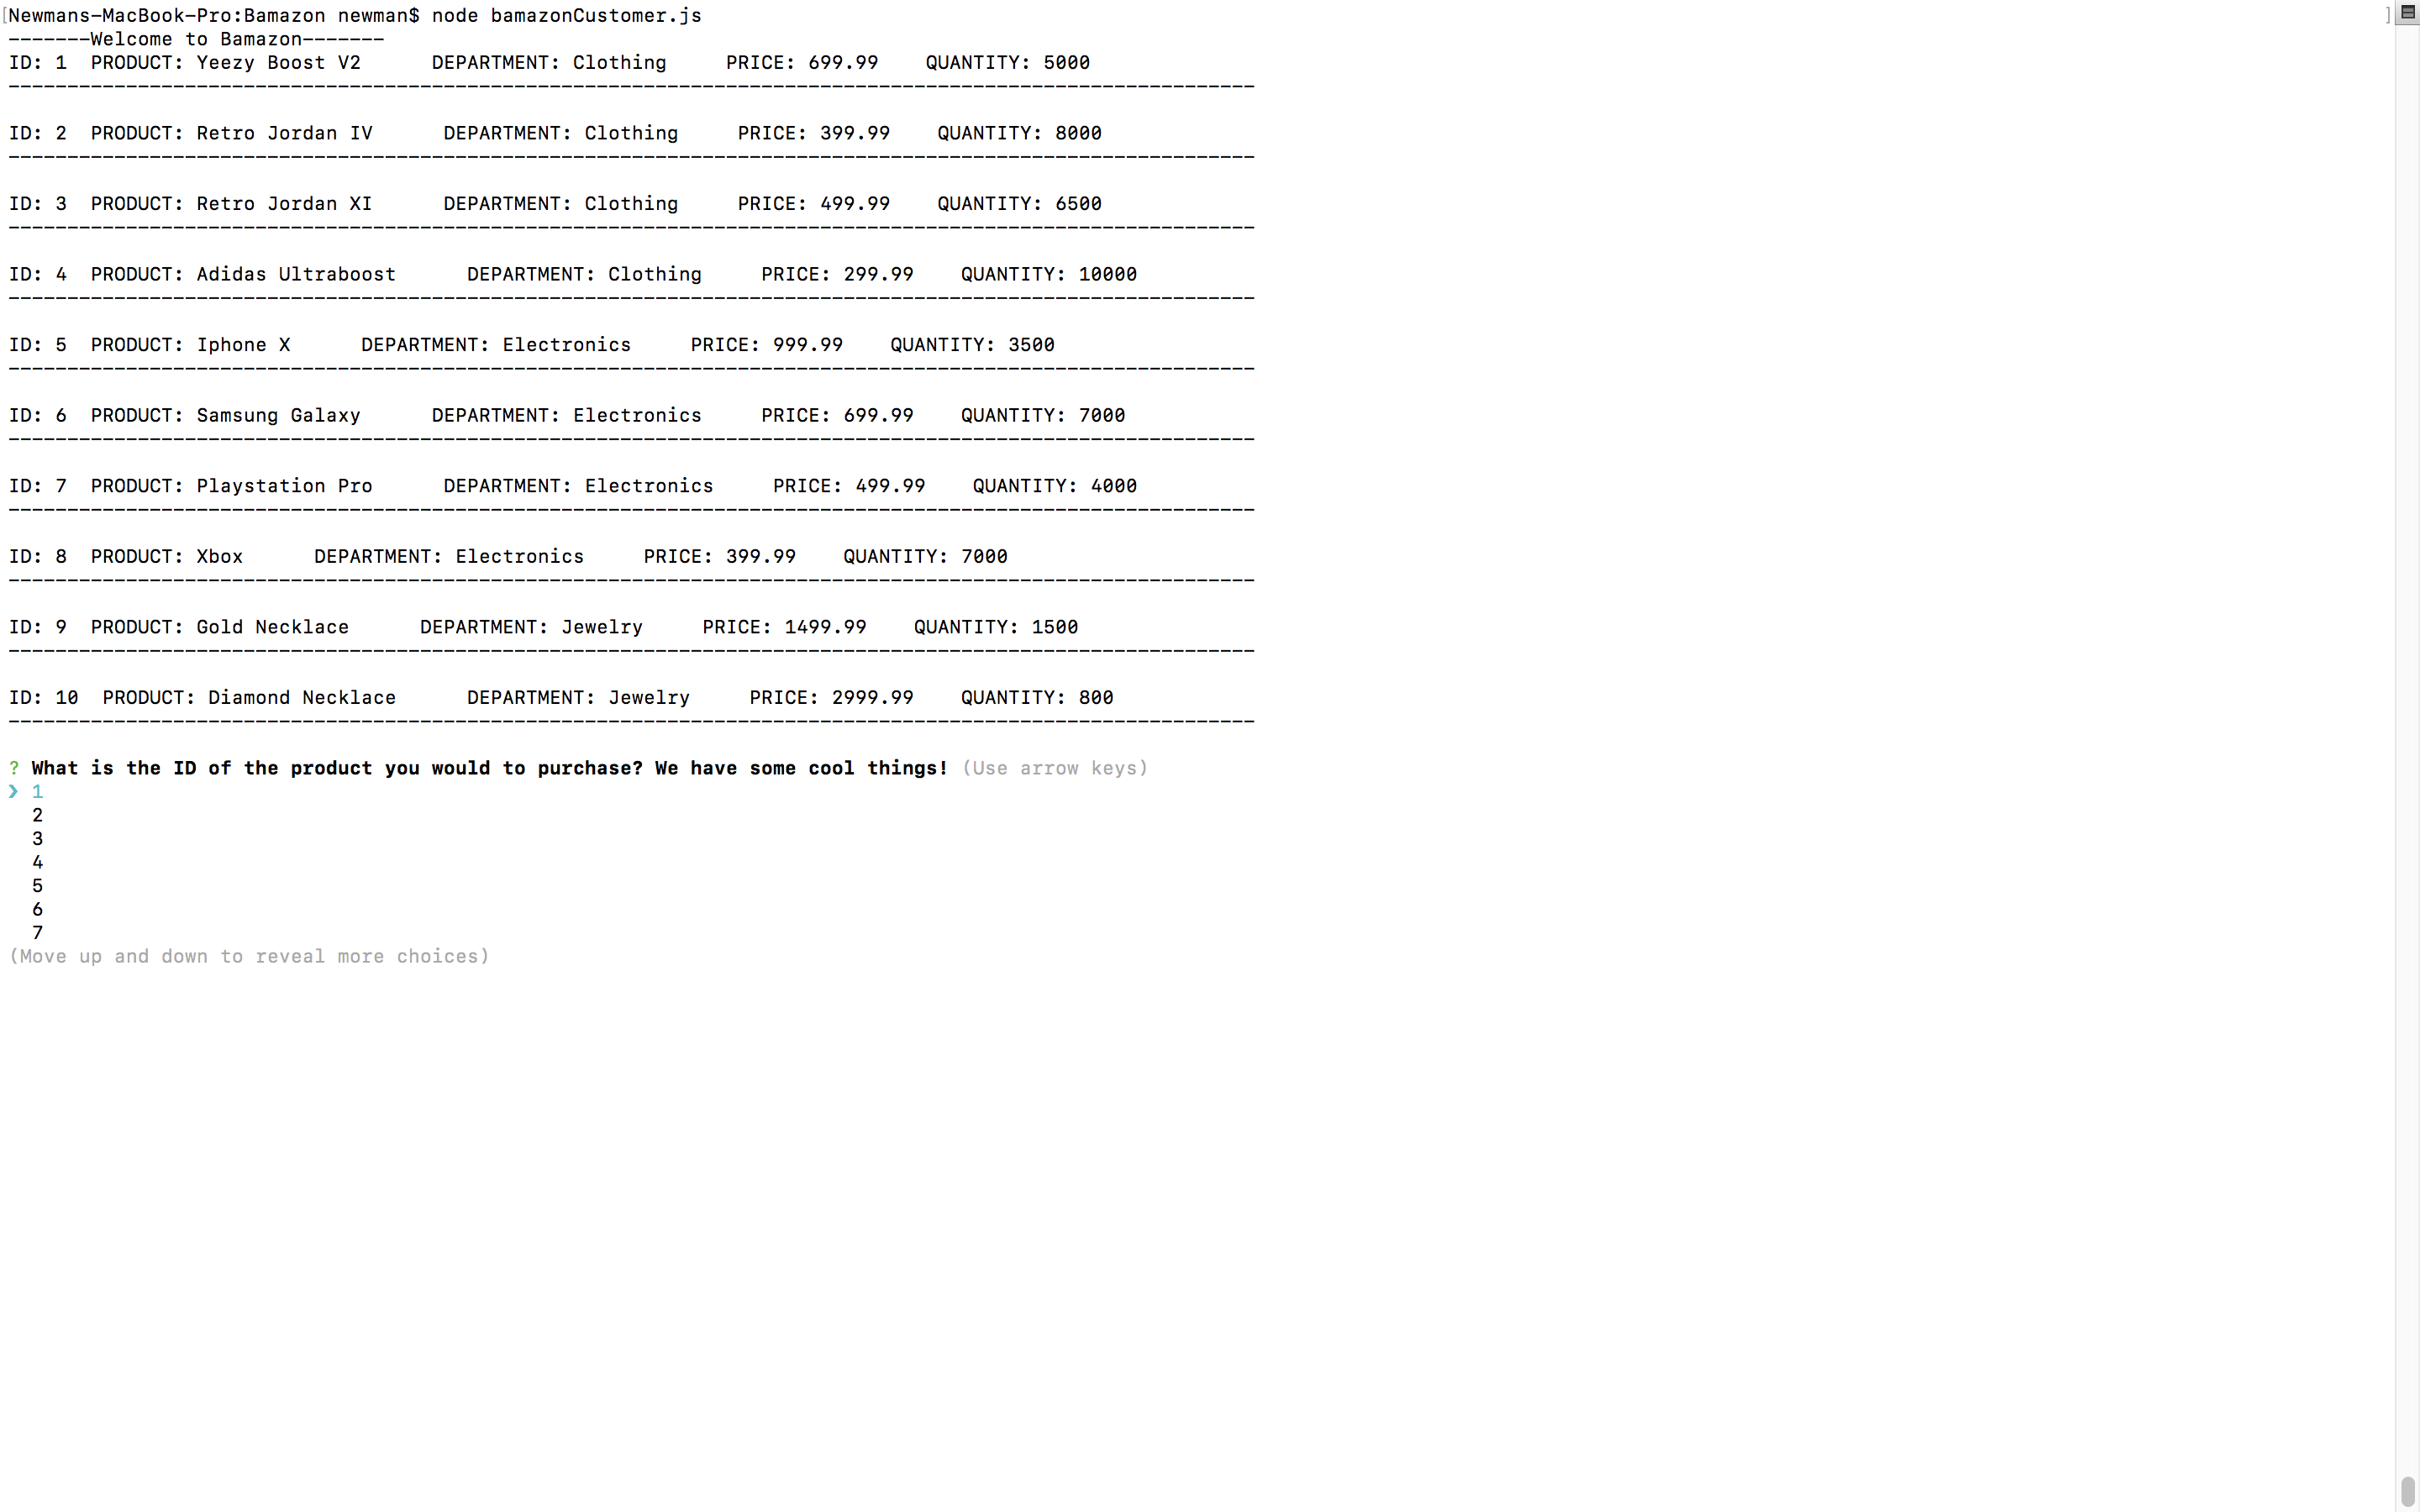 [Newmans-MacBook-Pro:Bamazon newman$ node bamazonCustomer.js ]
-------Welcome to Bamazon-------
ID: 1  PRODUCT: Yeezy Boost V2      DEPARTMENT: Clothing     PRICE: 699.99    QUANTITY: 5000
----------------------------------------------------------------------------------------------------------
ID: 2  PRODUCT: Retro Jordan IV      DEPARTMENT: Clothing     PRICE: 399.99    QUANTITY: 8000
----------------------------------------------------------------------------------------------------------
ID: 3  PRODUCT: Retro Jordan XI      DEPARTMENT: Clothing     PRICE: 499.99    QUANTITY: 6500
----------------------------------------------------------------------------------------------------------
ID: 4  PRODUCT: Adidas Ultraboost      DEPARTMENT: Clothing     PRICE: 299.99    QUANTITY: 10000
----------------------------------------------------------------------------------------------------------
ID: 5  PRODUCT: Iphone X      DEPARTMENT: Electronics     PRICE: 999.99    QUANTITY: 3500
----------------------------------------------------------------------------------------------------------
ID: 6  PRODUCT: Samsung Galaxy      DEPARTMENT: Electronics     PRICE: 699.99    QUANTITY: 7000
----------------------------------------------------------------------------------------------------------
ID: 7  PRODUCT: Playstation Pro      DEPARTMENT: Electronics     PRICE: 499.99    QUANTITY: 4000
----------------------------------------------------------------------------------------------------------
ID: 8  PRODUCT: Xbox      DEPARTMENT: Electronics     PRICE: 399.99    QUANTITY: 7000
----------------------------------------------------------------------------------------------------------
ID: 9  PRODUCT: Gold Necklace      DEPARTMENT: Jewelry     PRICE: 1499.99    QUANTITY: 1500
----------------------------------------------------------------------------------------------------------
ID: 10  PRODUCT: Diamond Necklace      DEPARTMENT: Jewelry     PRICE: 2999.99    QUANTITY: 800
----------------------------------------------------------------------------------------------------------
? What is the ID of the product you would to purchase? We have some cool things! (Use arrow keys)
❯ 1
  2
  3
  4
  5
  6
  7
(Move up and down to reveal more choices)